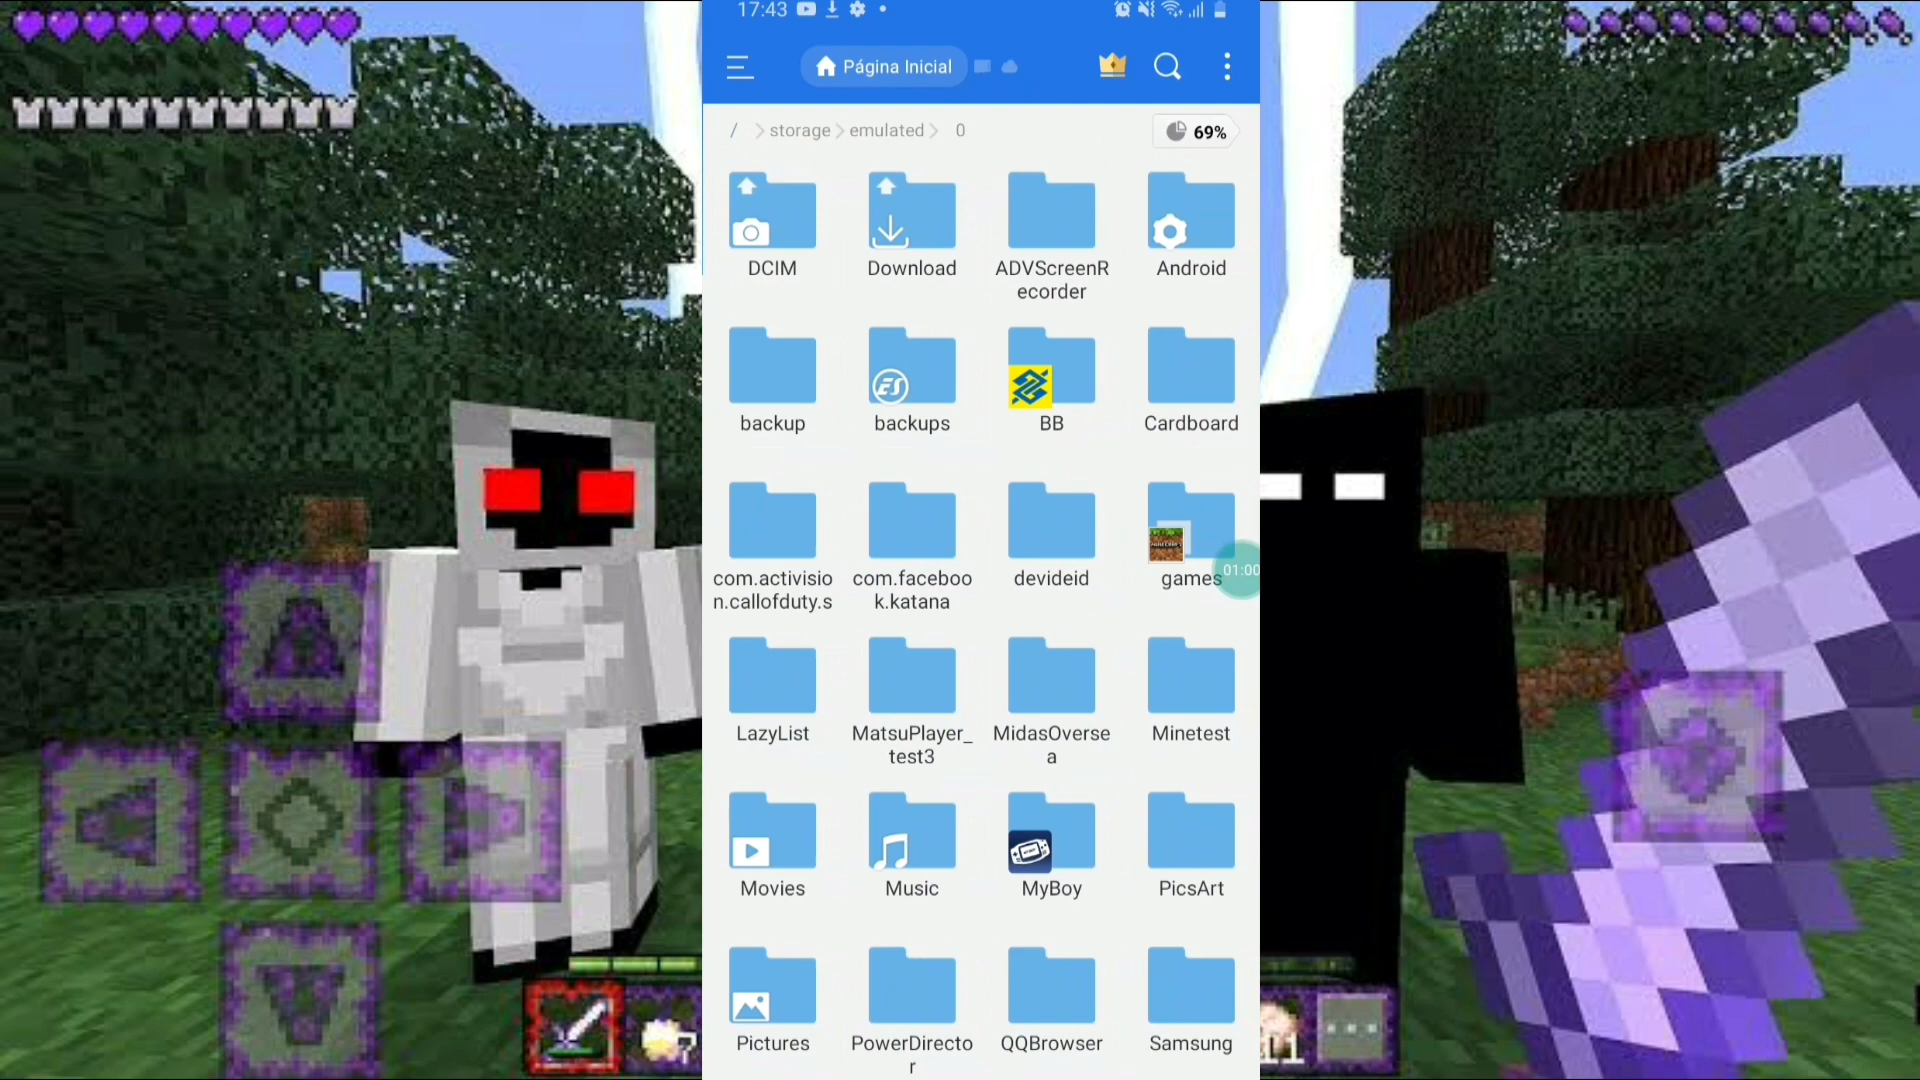 17:43
Página Inicial
/ storage emulated 0
69%
DCIM
Download
ADVScreenR
ecorder
Android
backup
backups
BB
Cardboard
com.activisio
n.callofduty.s
com.faceboo
k.katana
devideid
games
01:00
LazyList
MatsuPlayer_
test3
MidasOverse
a
Minetest
Movies
Music
MyBoy
PicsArt
Pictures
PowerDirecto
r
QQBrowser
Samsung